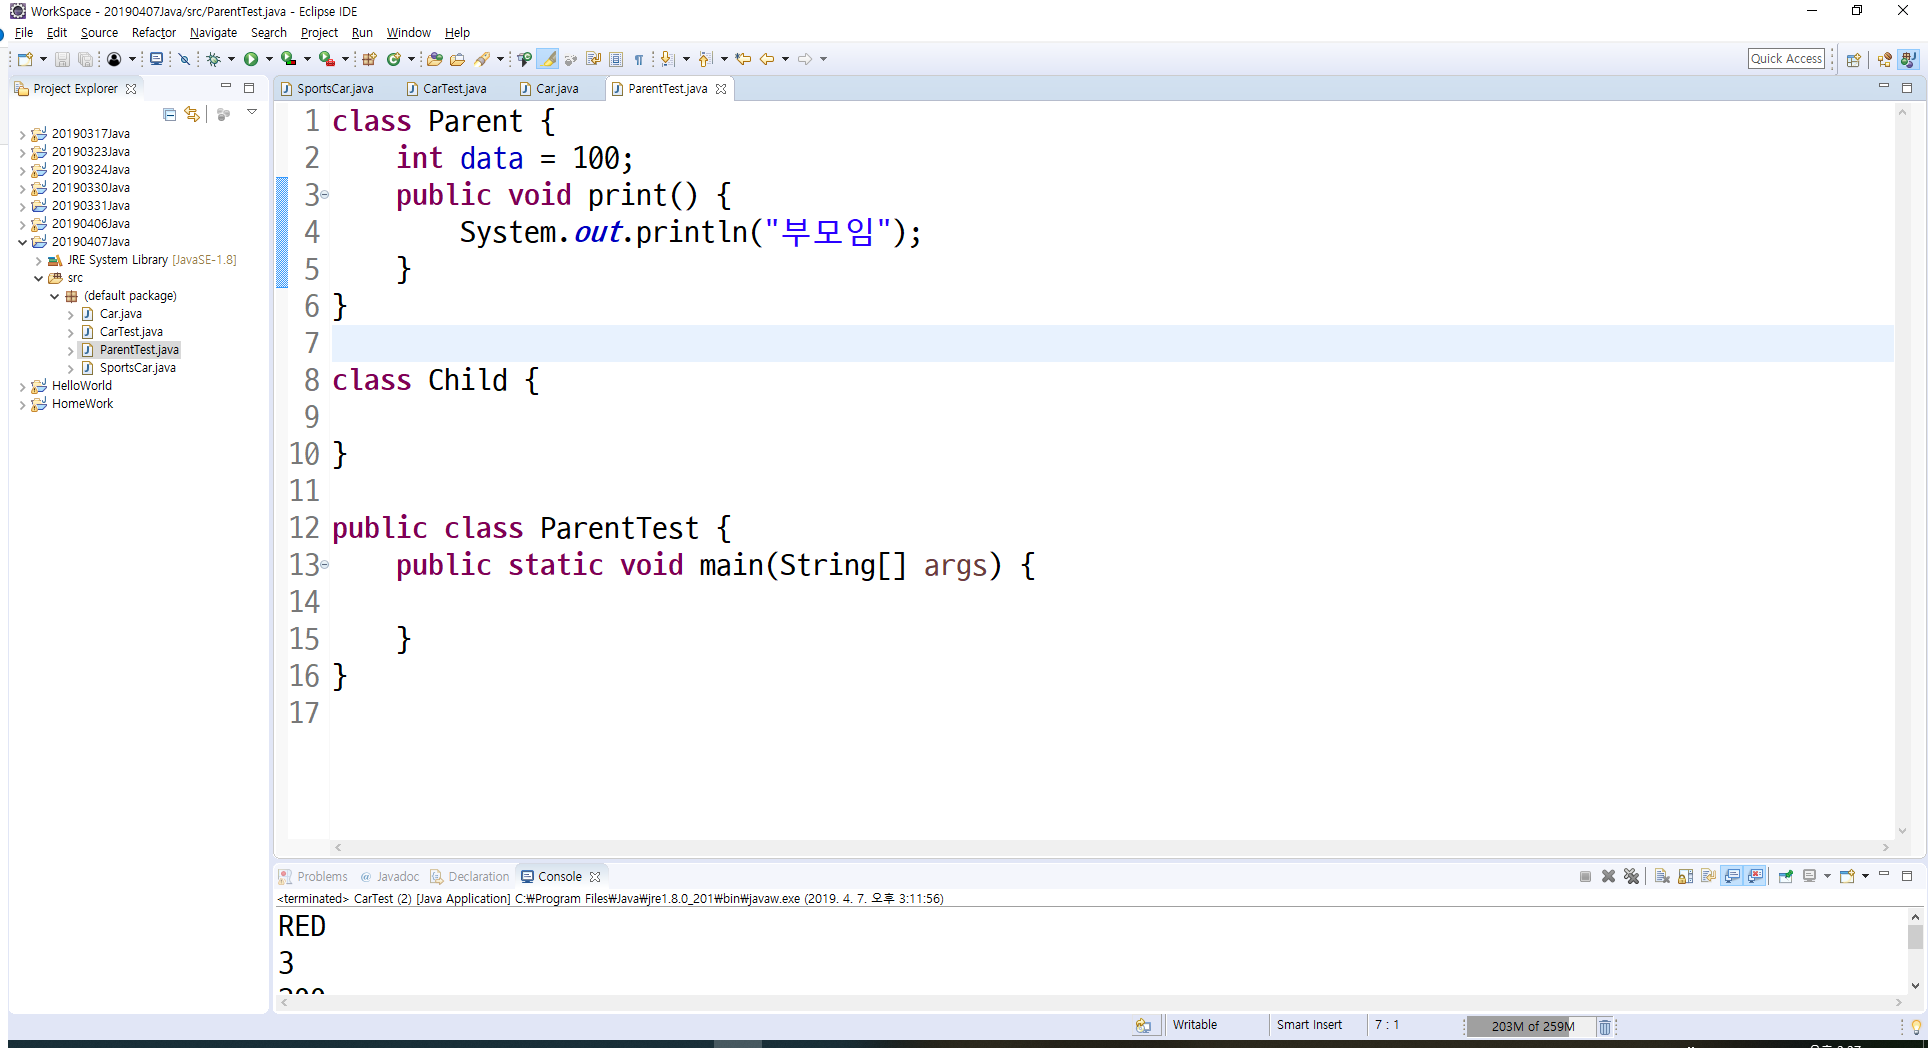 WorkSpace - 20190407Java/src/ParentTest.java - Eclipse IDE
File Edit Source Refactor Navigate Search Project Run Window Help
Quick Access
Project Explorer
20190317Java
20190323Java
20190324Java
20190330Java
20190331Java
20190406Java
20190407Java
JRE System Library [JavaSE-1.8]
src
(default package)
Car.java
CarTest.java
ParentTest.java
SportsCar.java
HelloWorld
HomeWork
SportsCar.java CarTest.java Car.java ParentTest.java
1 class Parent {
2     int data = 100;
3     public void print() {
4         System.out.println("부모임");
5     }
6 }
7
8 class Child {
9
10 }
11
12 public class ParentTest {
13     public static void main(String[] args) {
14
15     }
16 }
17
Problems @ Javadoc Declaration Console
<terminated> CarTest (2) [Java Application] C:₩Program Files₩Java₩jre1.8.0_201₩bin₩javaw.exe (2019. 4. 7. 오후 3:11:56)
RED
3
Writable Smart Insert 7 : 1 203M of 259M